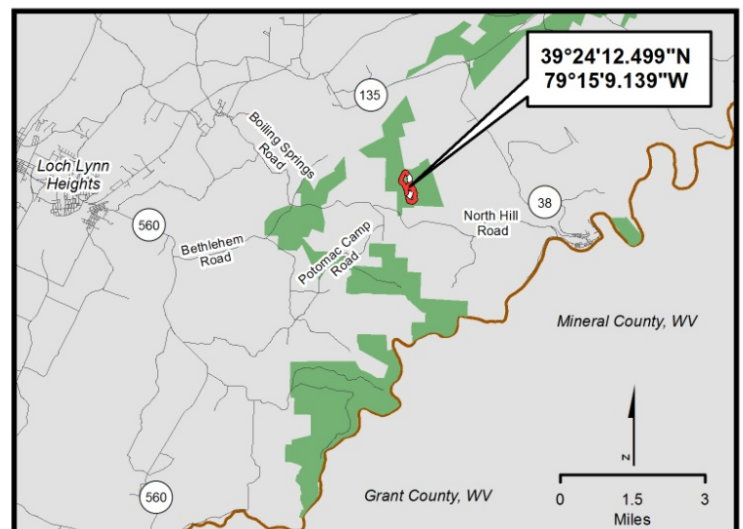 39°24'12.499"N
79°15'9.139"W
135
Boiling Springs
Road
Loch Lynn
Heights
38
560
North Hill
Road
Bethlehem
Road
Potomac Camp
Road
Mineral County, WV
N
Grant County, WV
560
0 1.5 3
Miles